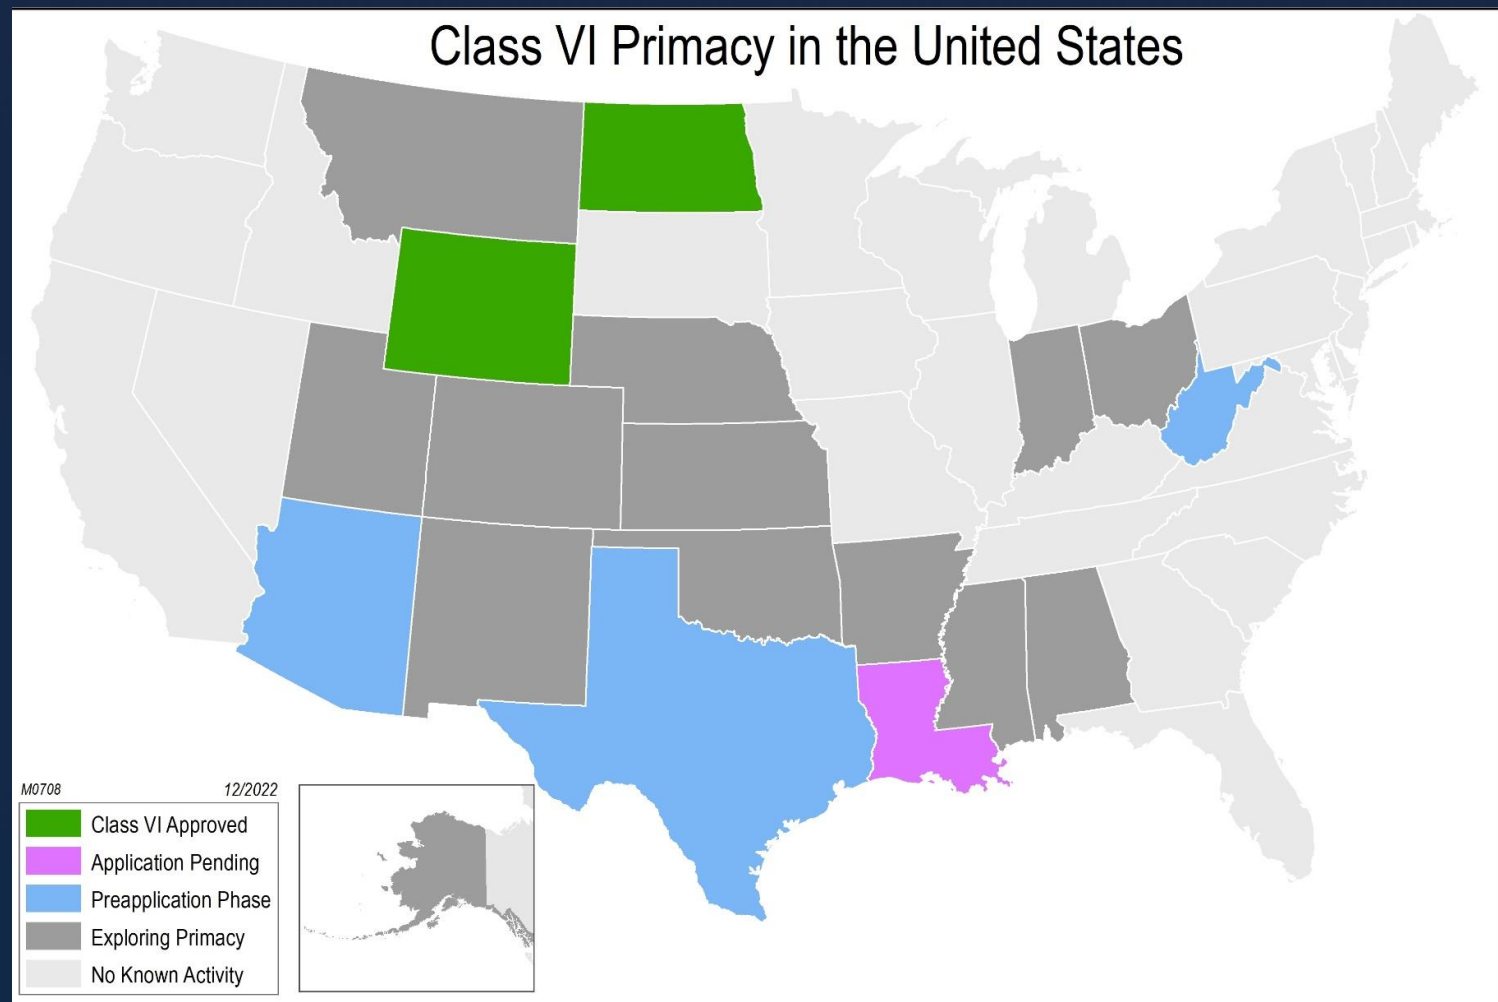 Class VI Primacy in the United States
M0708 12/2022
Class VI Approved
Application Pending
Preapplication Phase
Exploring Primacy
No Known Activity